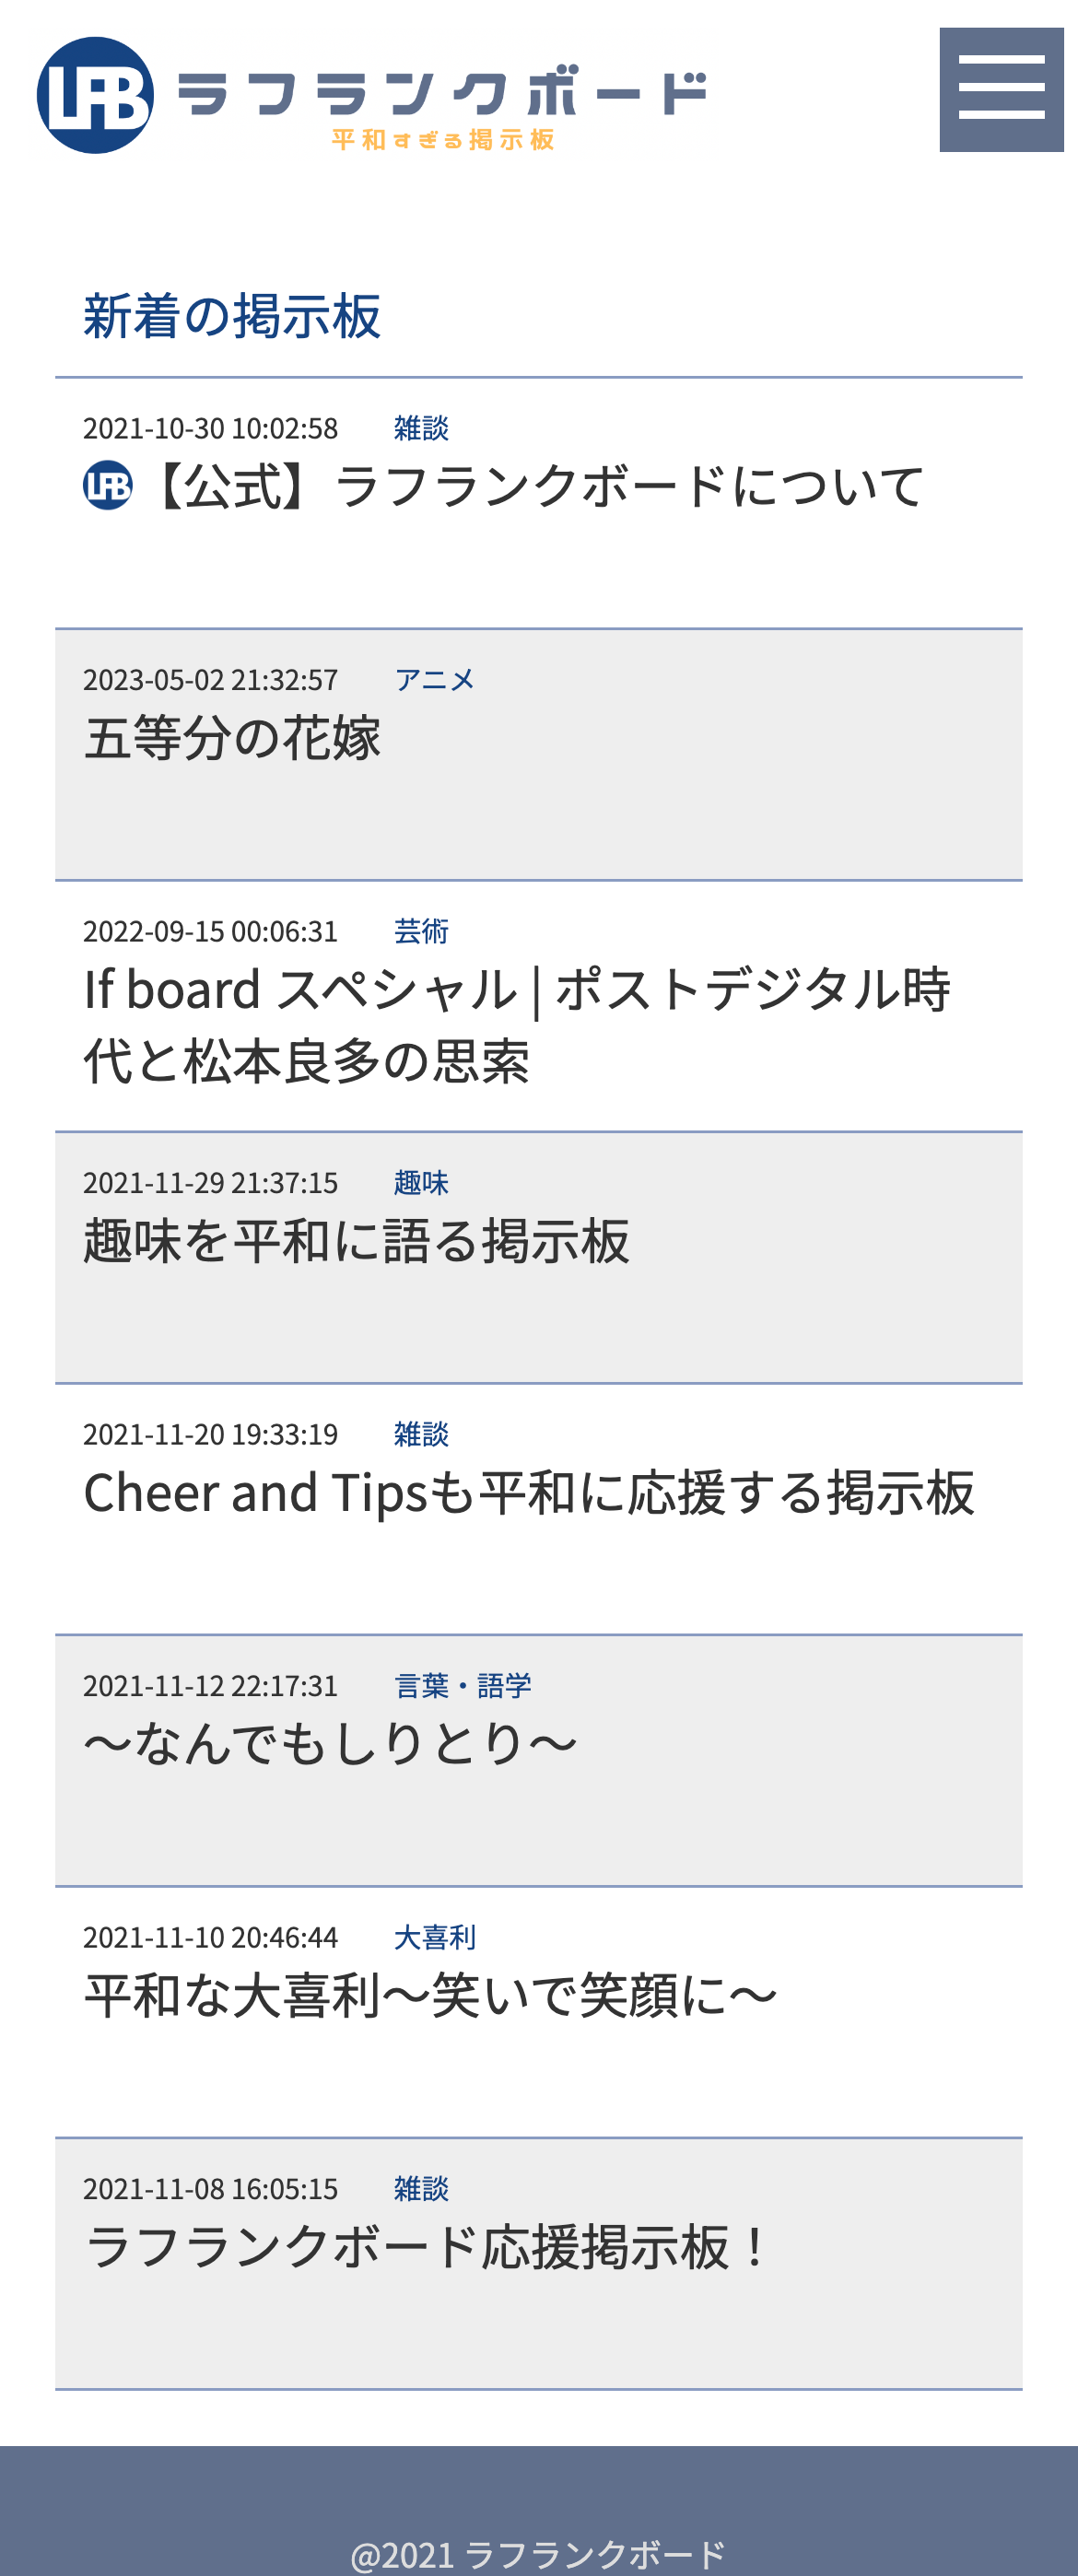 LFB ラフランクボード
平和すぎる掲示板
新着の掲示板
2021-10-30 10:02:58 雑談
LFB【公式】ラフランクボードについて
2023-05-02 21:32:57 アニメ
五等分の花嫁
2022-09-15 00:06:31 芸術
If board スペシャル | ポストデジタル時
代と松本良多の思索
2021-11-29 21:37:15 趣味
趣味を平和に語る掲示板
2021-11-20 19:33:19 雑談
Cheer and Tipsも平和に応援する掲示板
2021-11-12 22:17:31 言葉・語学
〜なんでもしりとり〜
2021-11-10 20:46:44 大喜利
平和な大喜利〜笑いで笑顔に〜
2021-11-08 16:05:15 雑談
ラフランクボード応援掲示板！
@2021 ラフランクボード